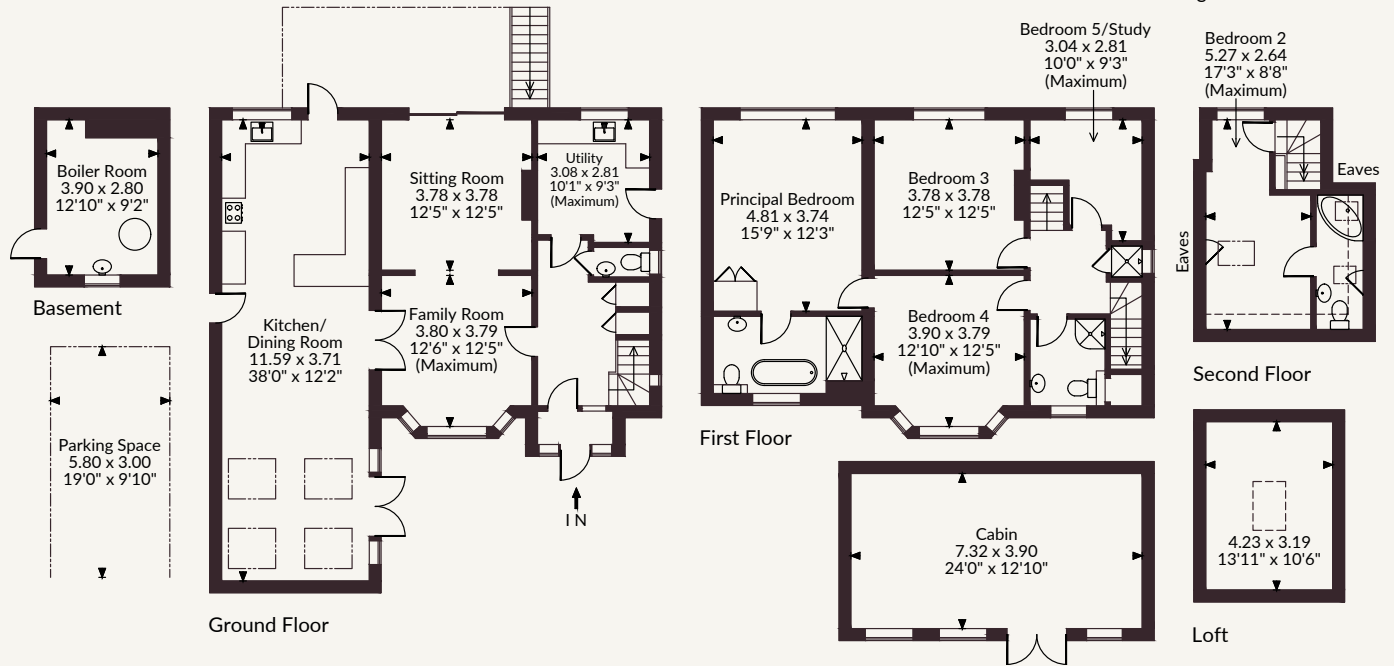 Boiler Room
3.90 x 2.80
12'10" x 9'2"
Basement
Parking Space
5.80 x 3.00
19'0" x 9'10"
Kitchen/
Dining Room
11.59 x 3.71
38'0" x 12'2"
Sitting Room
3.78 x 3.78
12'5" x 12'5"
Utility
3.08 x 2.81
10'1" x 9'3"
(Maximum)
Family Room
3.80 x 3.79
12'6" x 12'5"
(Maximum)
IN
Ground Floor
Principal Bedroom
4.81 x 3.74
15'9" x 12'3"
Bedroom 3
3.78 x 3.78
12'5" x 12'5"
Bedroom 5/Study
3.04 x 2.81
10'0" x 9'3"
(Maximum)
Bedroom 4
3.90 x 3.79
12'10" x 12'5"
(Maximum)
First Floor
Bedroom 2
5.27 x 2.64
17'3" x 8'8"
(Maximum)
Eaves
Eaves
Second Floor
Cabin
7.32 x 3.90
24'0" x 12'10"
4.23 x 3.19
13'11" x 10'6"
Loft